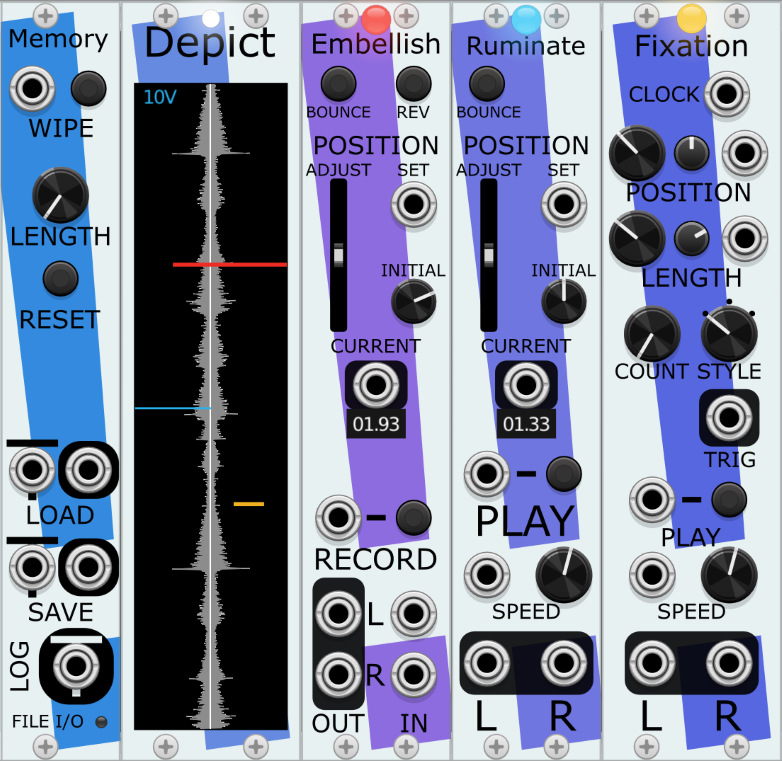 Memory
WIPE
LENGTH
RESET
LOAD
SAVE
LOG
FILE I/O
Depict
10V
Embellish
BOUNCE REV
POSITION
ADJUST SET
INITIAL
CURRENT
01.93
RECORD
L
R
OUT IN
Ruminate
BOUNCE
POSITION
ADJUST SET
INITIAL
CURRENT
01.33
PLAY
SPEED
L R
Fixation
CLOCK
POSITION
LENGTH
COUNT STYLE
TRIG
PLAY
SPEED
L R